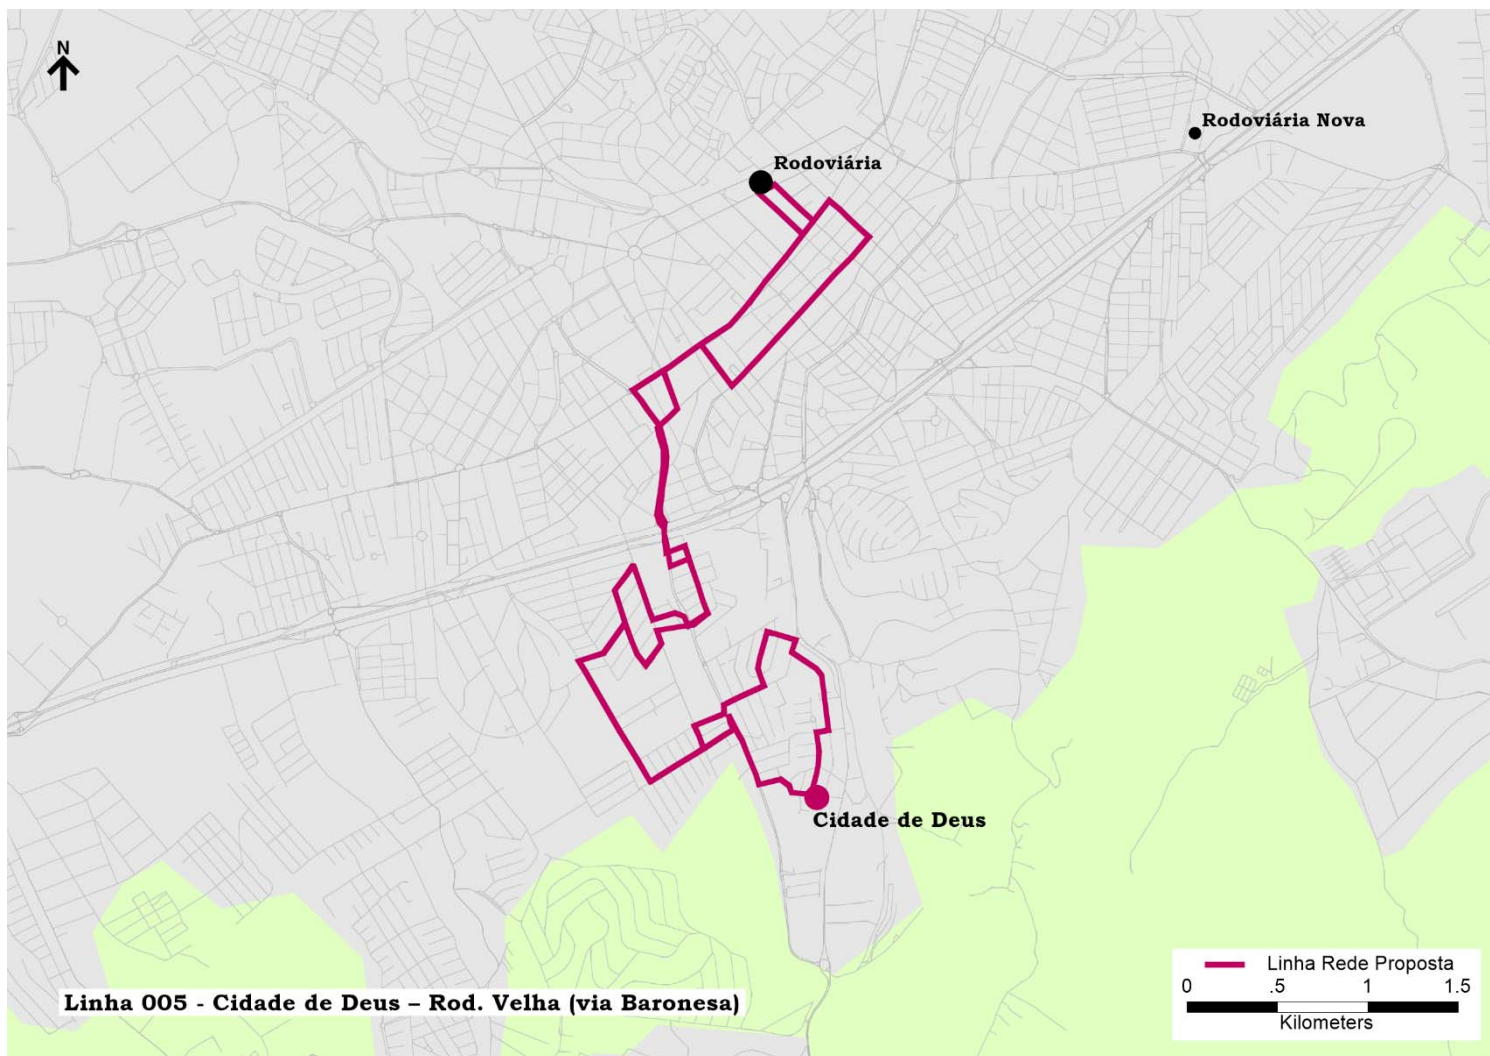 N
Rodoviária Nova
Rodoviária
Cidade de Deus
Linha Rede Proposta
0 .5 1 1.5
Kilometers
Linha 005 - Cidade de Deus – Rod. Velha (via Baronesa)